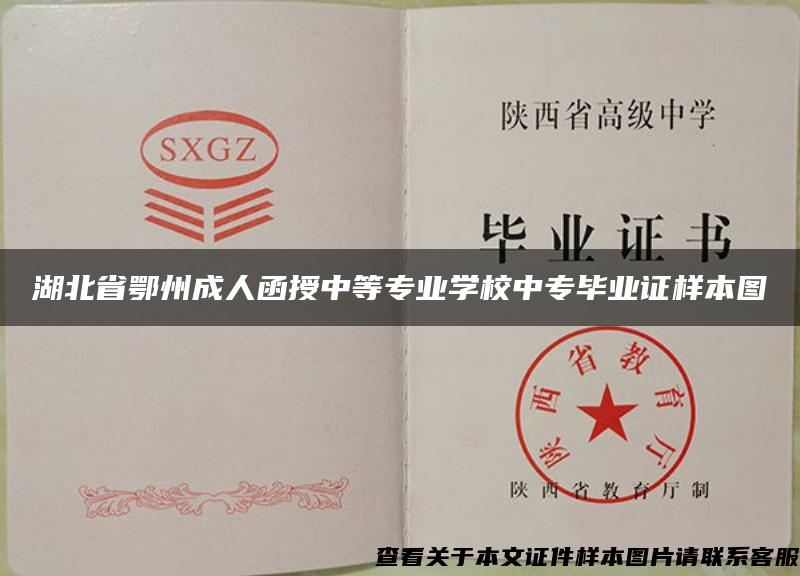 SXGZ
陕西省高级中学
毕业证书
湖北省鄂州成人函授中等专业学校中专毕业证样本图
陕西省教育厅
陕西省教育厅制
查看关于本文证件样本图片请联系客服